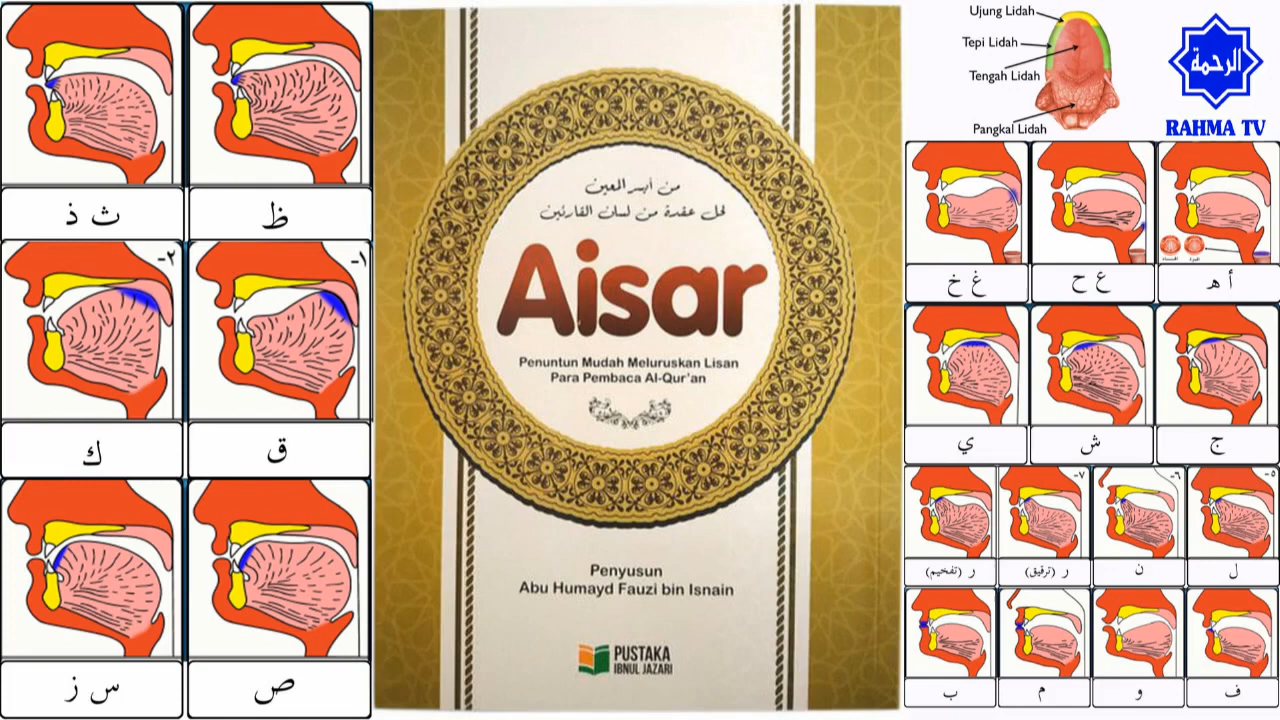 ث ذ
ظ
٢-
١-
ك
ق
س ز
ص
من أيسر المعين
لحل عقدة من لسان القارئين
Aisar
Penuntun Mudah Meluruskan Lisan
Para Pembaca Al-Qur'an
Penyusun
Abu Humayd Fauzi bin Isnain
PUSTAKA
IBNUL JAZARI
Ujung Lidah
Tepi Lidah
Tengah Lidah
Pangkal Lidah
الرحمة
RAHMA TV
غ خ
ع ح
أ ه
ي
ش
ج
٧-
٦-
٥-
ر (تفخيم)
ر (ترقيق)
ن
ل
ب
م
و
ف